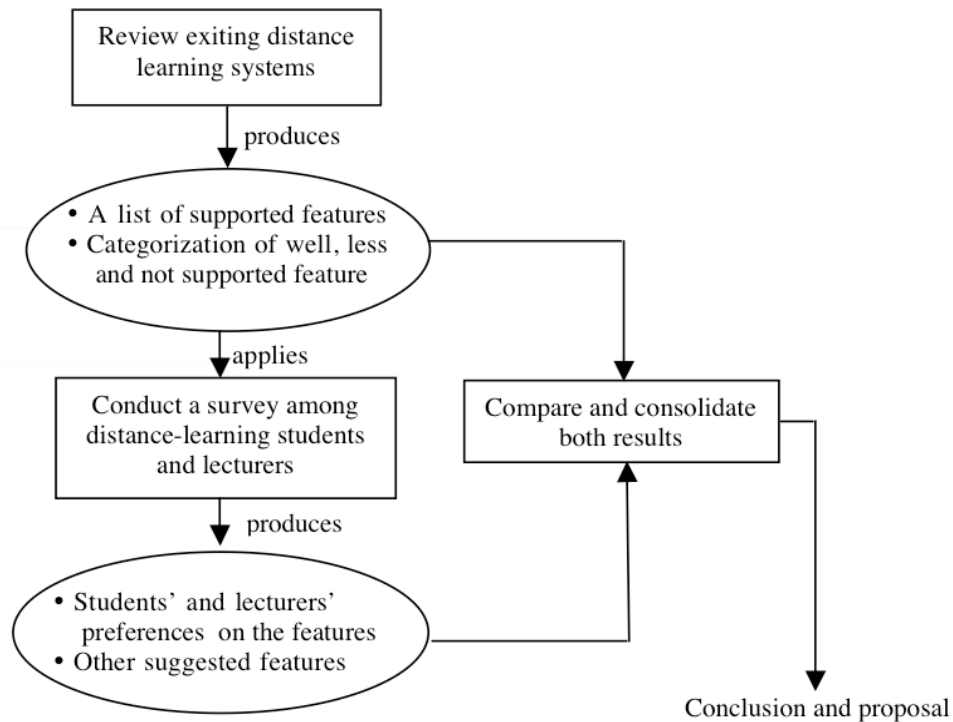 Review exiting distance
learning systems
produces
• A list of supported features
• Categorization of well, less
and not supported feature
applies
Conduct a survey among
distance-learning students
and lecturers
Compare and consolidate
both results
produces
• Students’ and lecturers’
preferences on the features
• Other suggested features
Conclusion and proposal